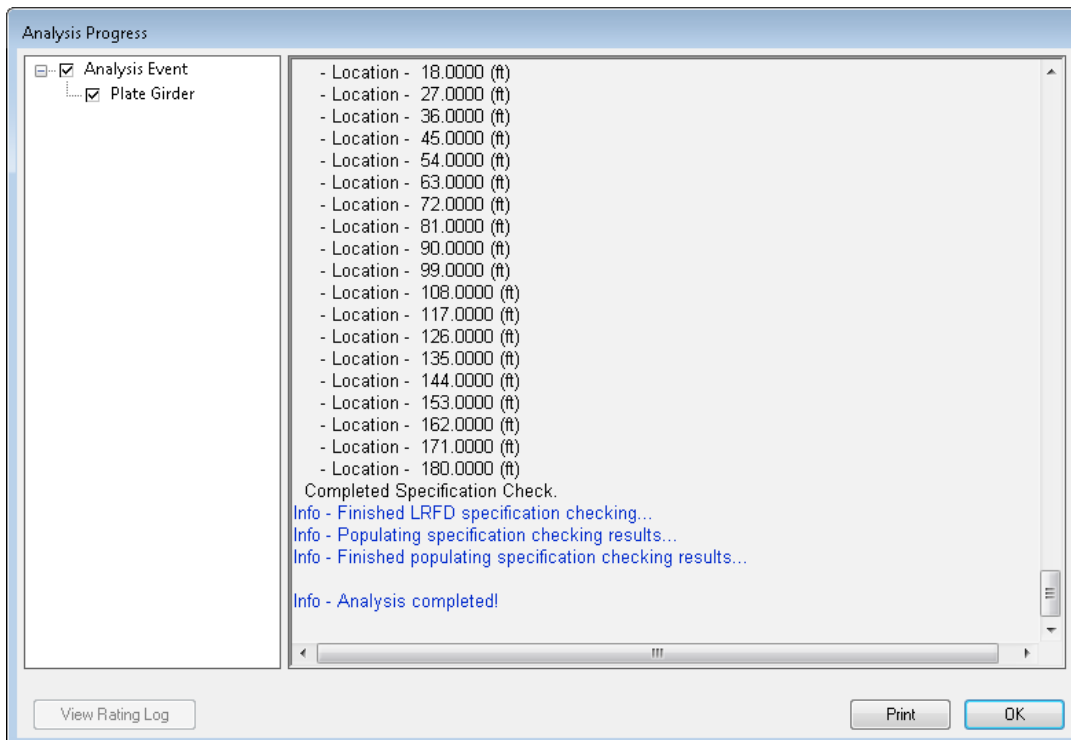 Analysis Progress
Analysis Event
Plate Girder
- Location - 18.0000 (ft)
- Location - 27.0000 (ft)
- Location - 36.0000 (ft)
- Location - 45.0000 (ft)
- Location - 54.0000 (ft)
- Location - 63.0000 (ft)
- Location - 72.0000 (ft)
- Location - 81.0000 (ft)
- Location - 90.0000 (ft)
- Location - 99.0000 (ft)
- Location - 108.0000 (ft)
- Location - 117.0000 (ft)
- Location - 126.0000 (ft)
- Location - 135.0000 (ft)
- Location - 144.0000 (ft)
- Location - 153.0000 (ft)
- Location - 162.0000 (ft)
- Location - 171.0000 (ft)
- Location - 180.0000 (ft)
Completed Specification Check.
Info - Finished LRFD specification checking...
Info - Populating specification checking results...
Info - Finished populating specification checking results...
Info - Analysis completed!
View Rating Log
Print
OK